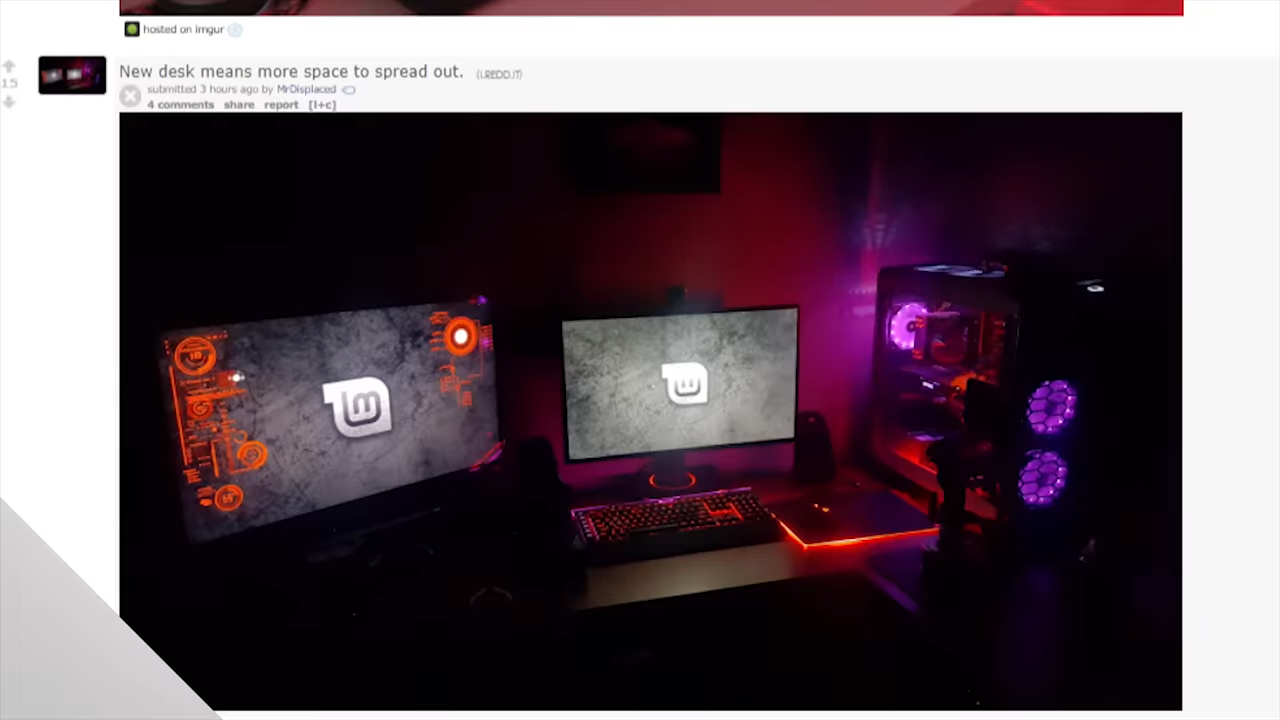 hosted on imgur
New desk means more space to spread out. (I.REDD.IT)
15
submitted 3 hours ago by MrDisplaced
4 comments share report [l+c]